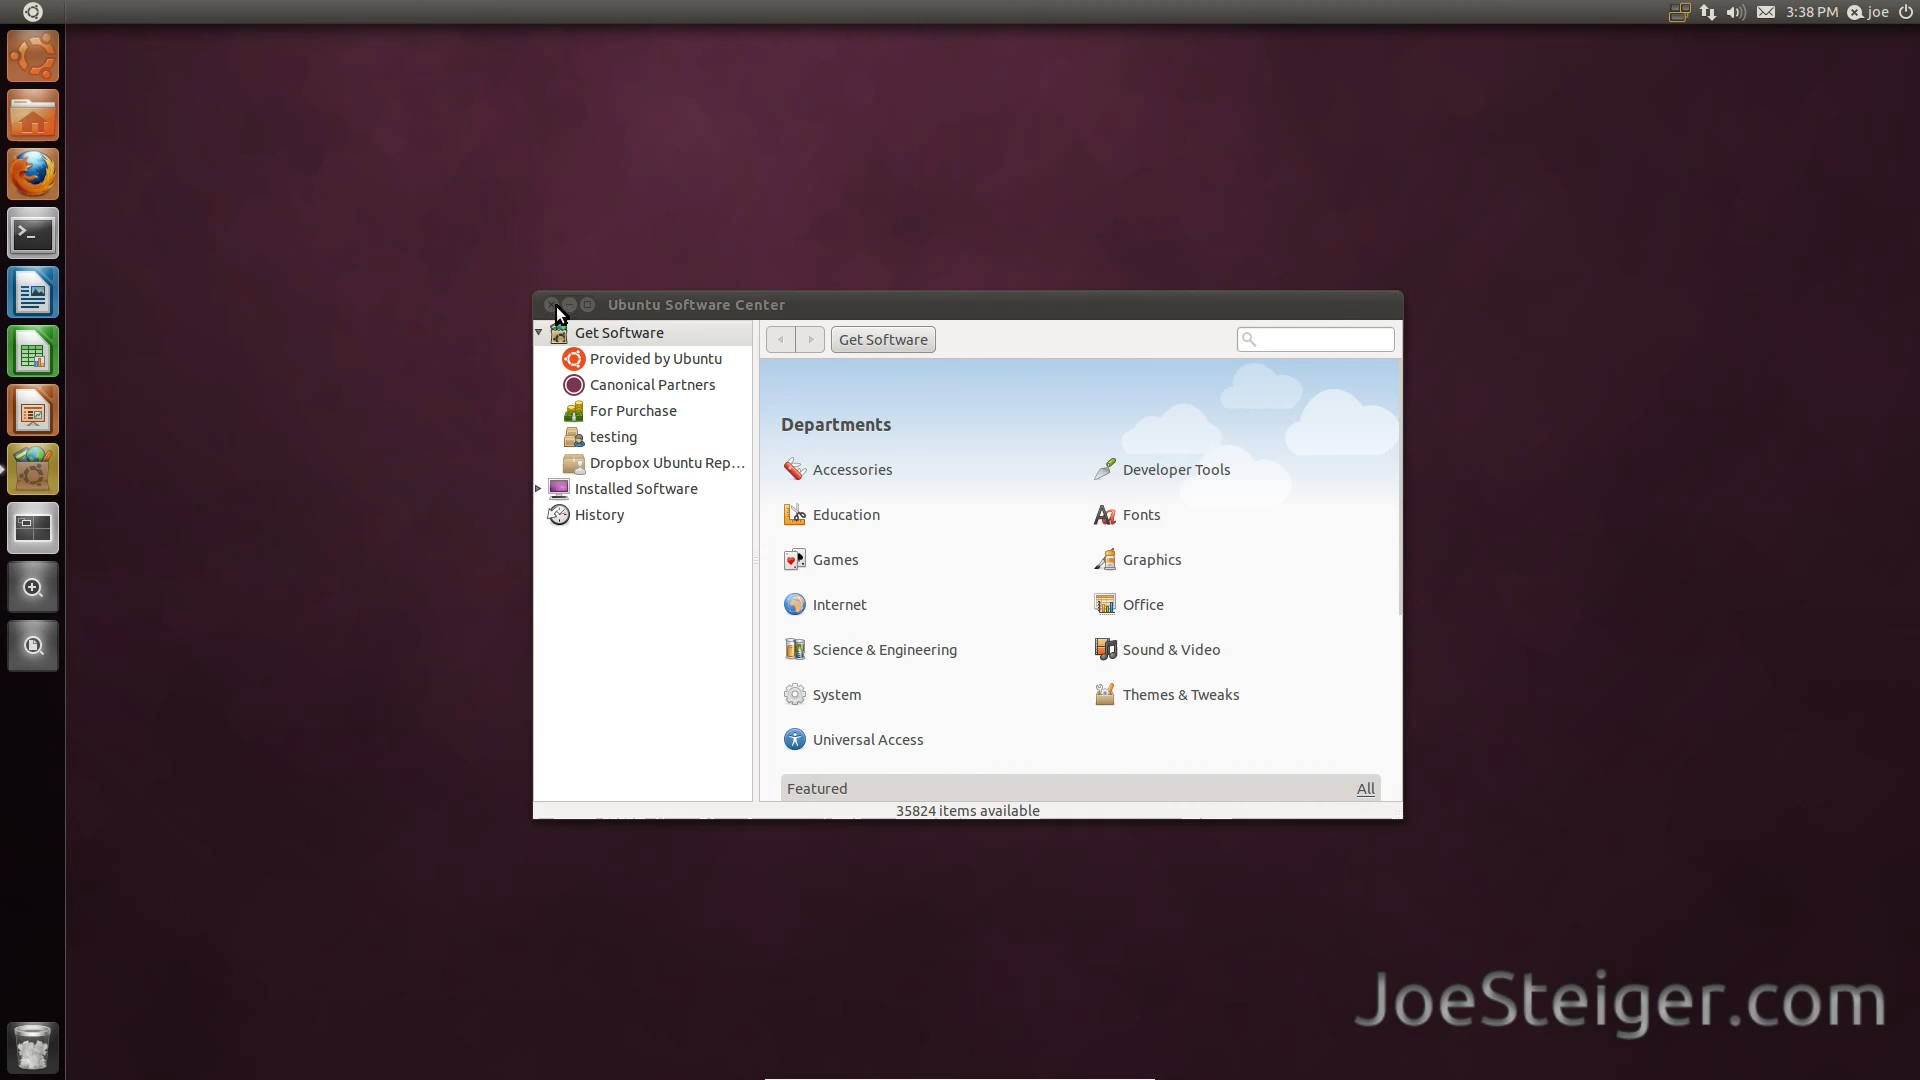 3:38 PM joe
Ubuntu Software Center
Get Software
Provided by Ubuntu
Canonical Partners
For Purchase
testing
Dropbox Ubuntu Rep...
Installed Software
History
Get Software
Departments
Accessories
Developer Tools
Education
Fonts
Games
Graphics
Internet
Office
Science & Engineering
Sound & Video
System
Themes & Tweaks
Universal Access
Featured All
35824 items available
JoeSteiger.com